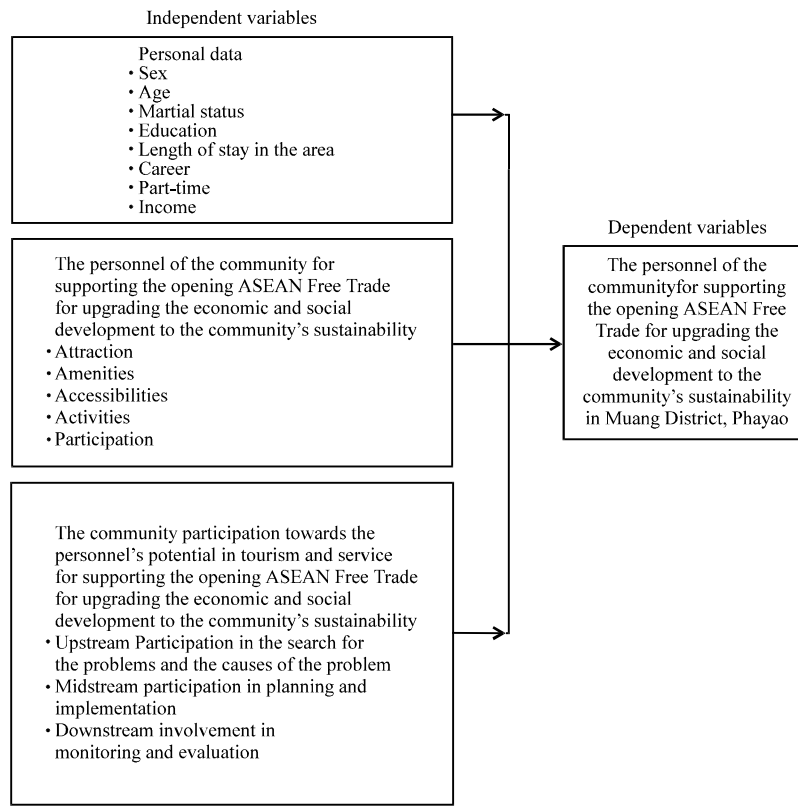 Independent variables
Personal data
• Sex
• Age
• Martial status
• Education
• Length of stay in the area
• Career
• Part-time
• Income
The personnel of the community for
supporting the opening ASEAN Free Trade
for upgrading the economic and social
development to the community's sustainability
• Attraction
• Amenities
• Accessibilities
• Activities
• Participation
The community participation towards the
personnel's potential in tourism and service
for supporting the opening ASEAN Free Trade
for upgrading the economic and social
development to the community's sustainability
• Upstream Participation in the search for
the problems and the causes of the problem
• Midstream participation in planning and
implementation
• Downstream involvement in
monitoring and evaluation
Dependent variables
The personnel of the
communityfor supporting
the opening ASEAN Free
Trade for upgrading the
economic and social
development to the
community's sustainability
in Muang District, Phayao